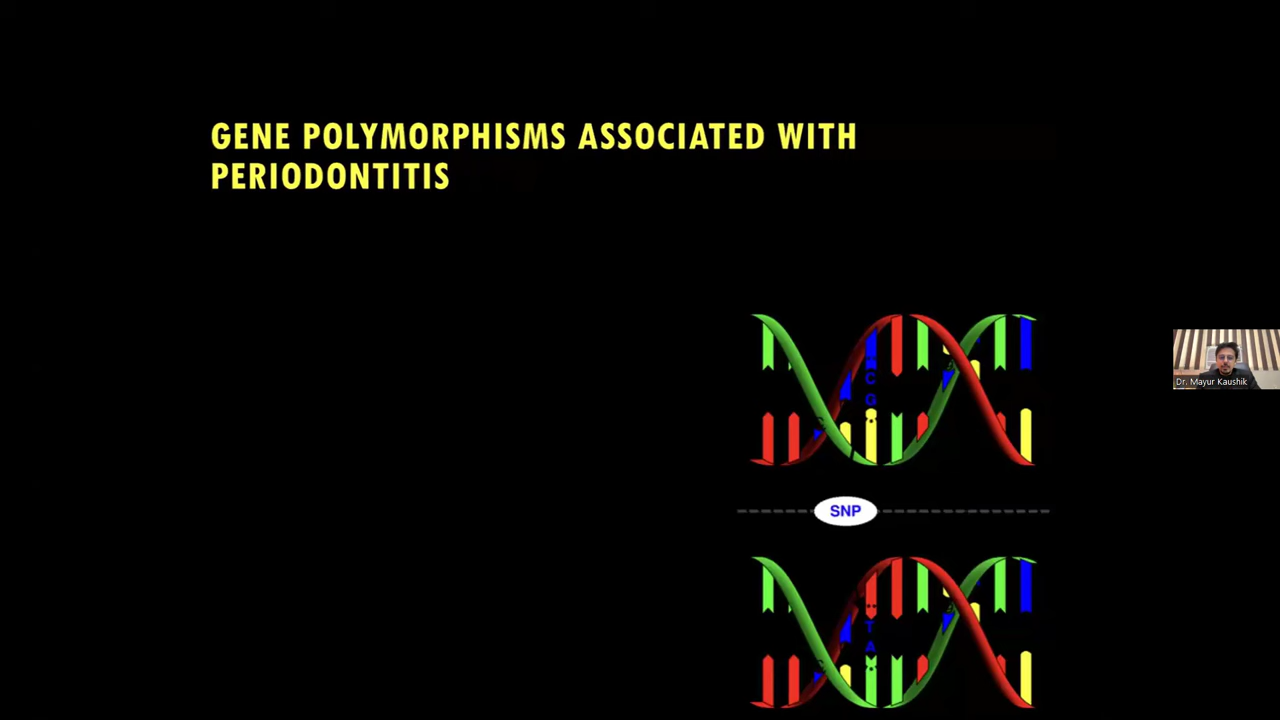 GENE POLYMORPHISMS ASSOCIATED WITH
PERIODONTITIS
C
G
Dr. Mayur Kaushik
SNP
T
A